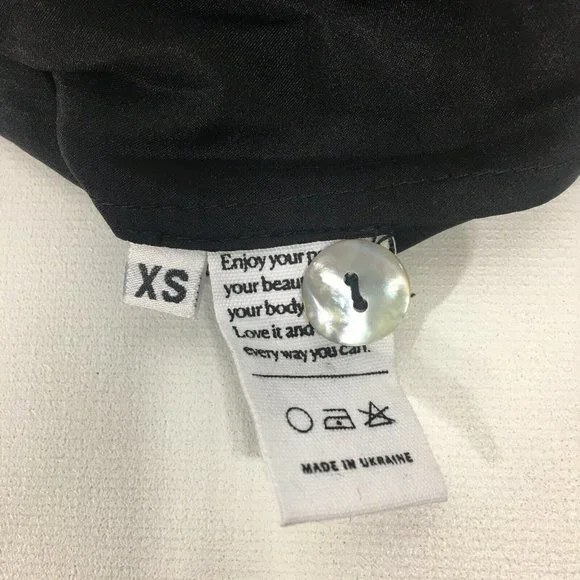 XS
Enjoy your
your beau
your body
Love it and
every way you can.
MADE IN UKRAINE